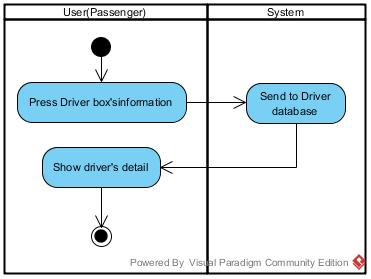 User(Passenger)
System
Press Driver box'sinformation
Send to Driver
database
Show driver's detail
Powered By Visual Paradigm Community Edition